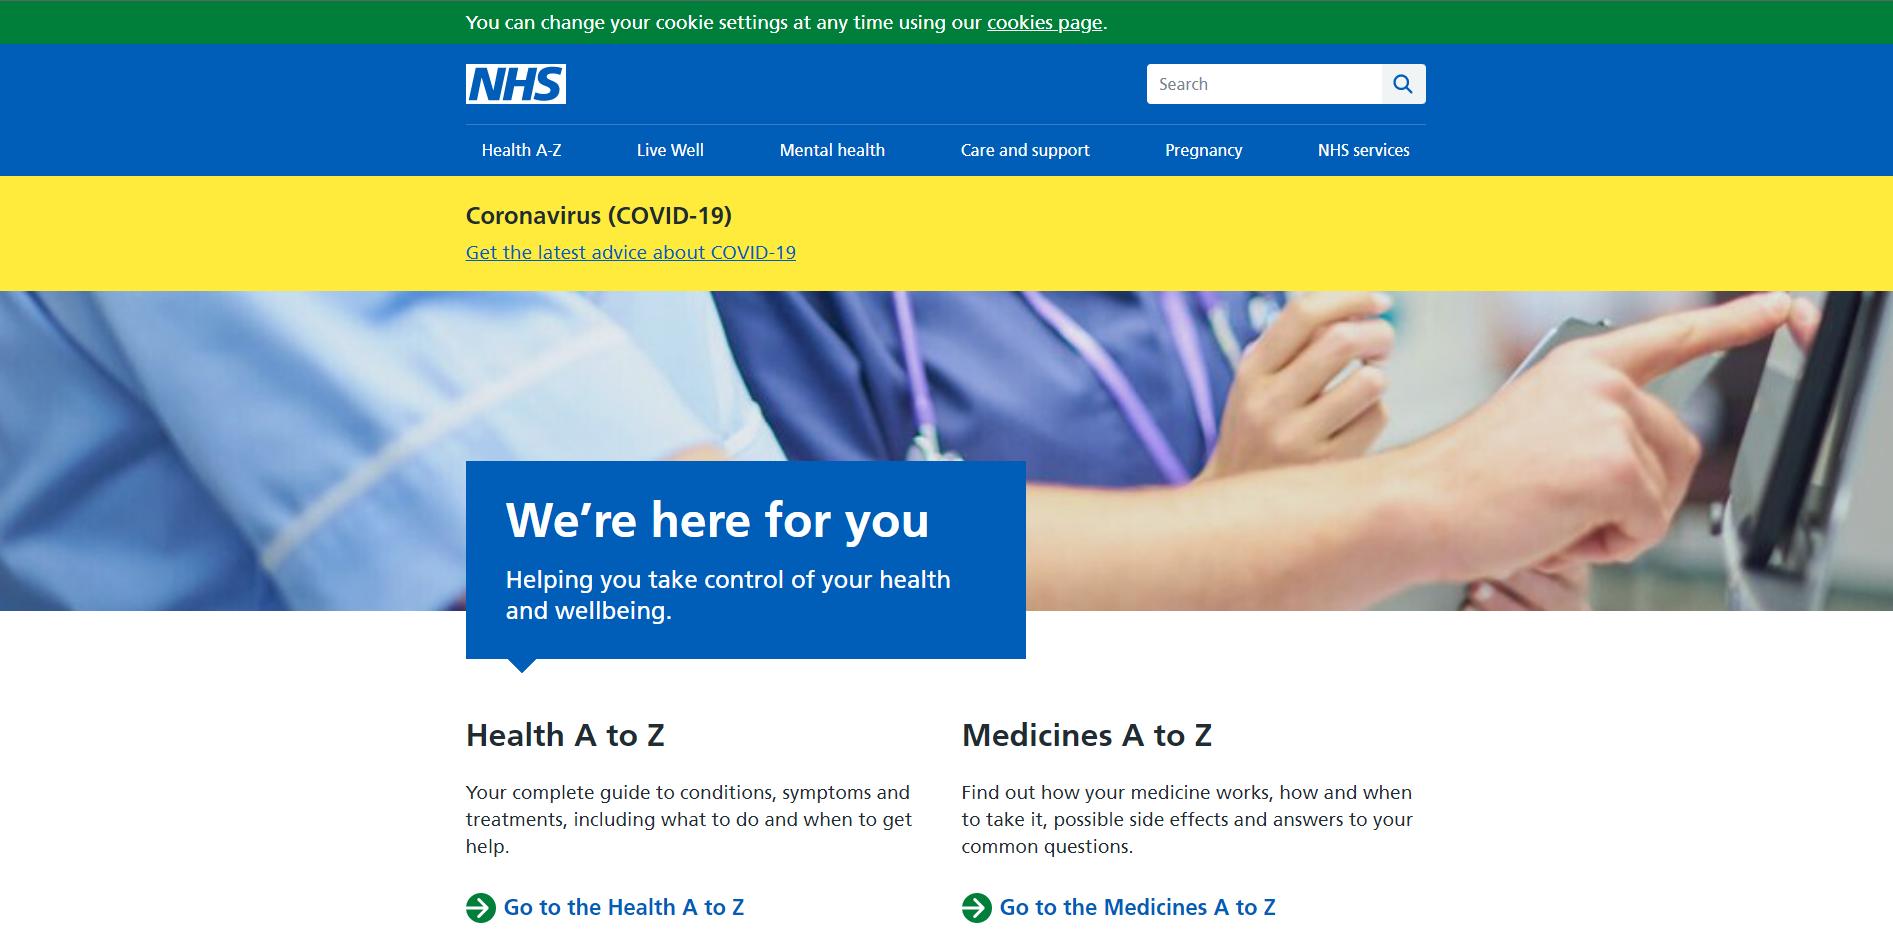 You can change your cookie settings at any time using our cookies page.
NHS
Search
Health A-Z
Live Well
Mental health
Care and support
Pregnancy
NHS services
Coronavirus (COVID-19)
Get the latest advice about COVID-19
We’re here for you
Helping you take control of your health
and wellbeing.
Health A to Z
Your complete guide to conditions, symptoms and
treatments, including what to do and when to get
help.
Go to the Health A to Z
Medicines A to Z
Find out how your medicine works, how and when
to take it, possible side effects and answers to your
common questions.
Go to the Medicines A to Z